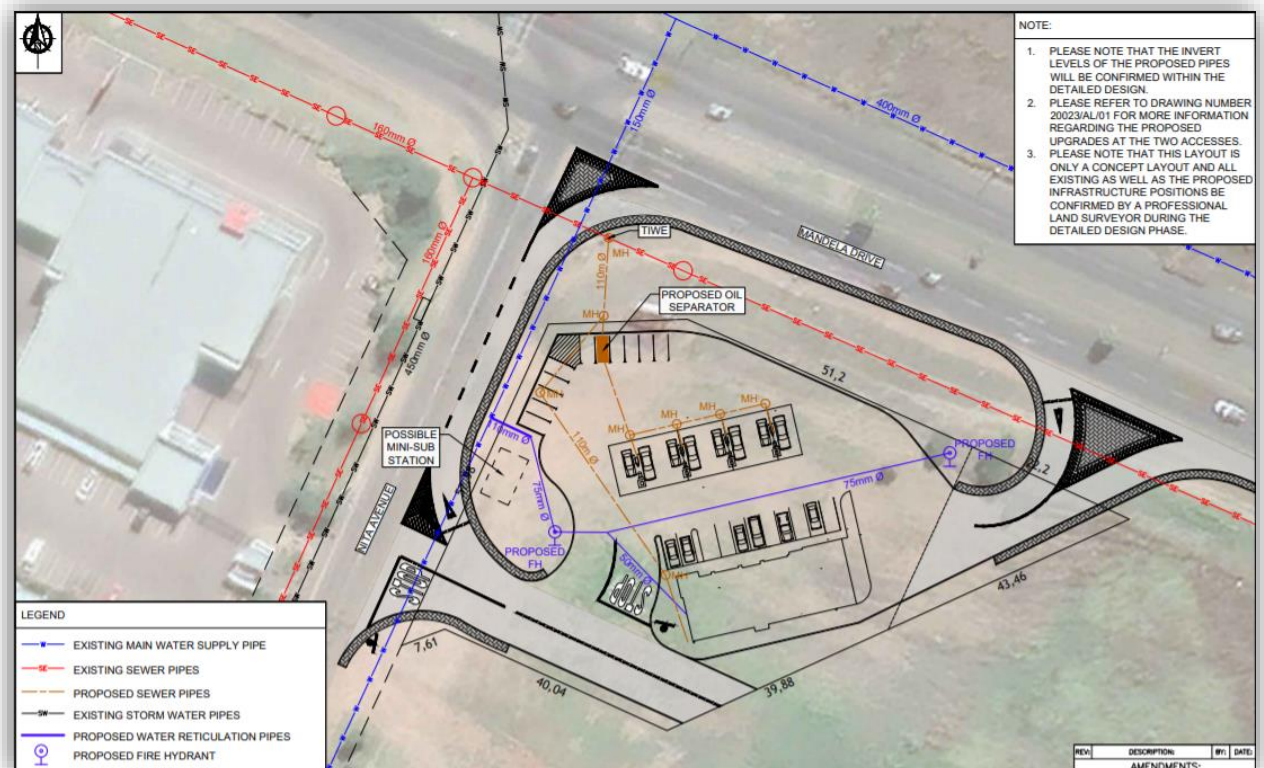 NOTE:
1. PLEASE NOTE THAT THE INVERT
LEVELS OF THE PROPOSED PIPES
WILL BE CONFIRMED WITHIN THE
DETAILED DESIGN.
2. PLEASE REFER TO DRAWING NUMBER
20023/AL/01 FOR MORE INFORMATION
REGARDING THE PROPOSED
UPGRADES AT THE TWO ACCESSES.
3. PLEASE NOTE THAT THIS LAYOUT IS
ONLY A CONCEPT LAYOUT AND ALL
EXISTING AS WELL AS THE PROPOSED
INFRASTRUCTURE POSITIONS BE
CONFIRMED BY A PROFESSIONAL
LAND SURVEYOR DURING THE
DETAILED DESIGN PHASE.
160mm Ø
150mm Ø
400mm Ø
160mm Ø
450mm Ø
TIWE
MANDELA DRIVE
MH
110m Ø
MH
PROPOSED OIL
SEPARATOR
51,2
MH
MH
MH
MH
MH
110m Ø
POSSIBLE
MINI-SUB
STATION
75mm Ø
PROPOSED
FH
75mm Ø
PROPOSED
FH
NITA AVENUE
50mm Ø
MH
7,61
40,04
39,88
43,46
LEGEND
W EXISTING MAIN WATER SUPPLY PIPE
SE EXISTING SEWER PIPES
PROPOSED SEWER PIPES
SW EXISTING STORM WATER PIPES
PROPOSED WATER RETICULATION PIPES
PROPOSED FIRE HYDRANT
REV: DESCRIPTION: BY: DATE:
AMENDMENTS: